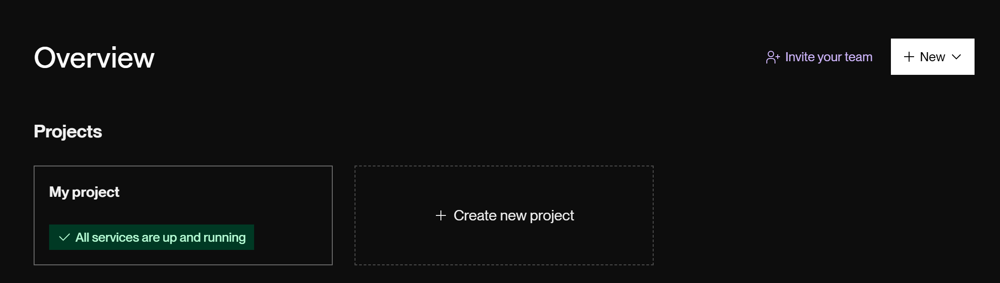 Overview
Invite your team
New
Projects
My project
All services are up and running
Create new project